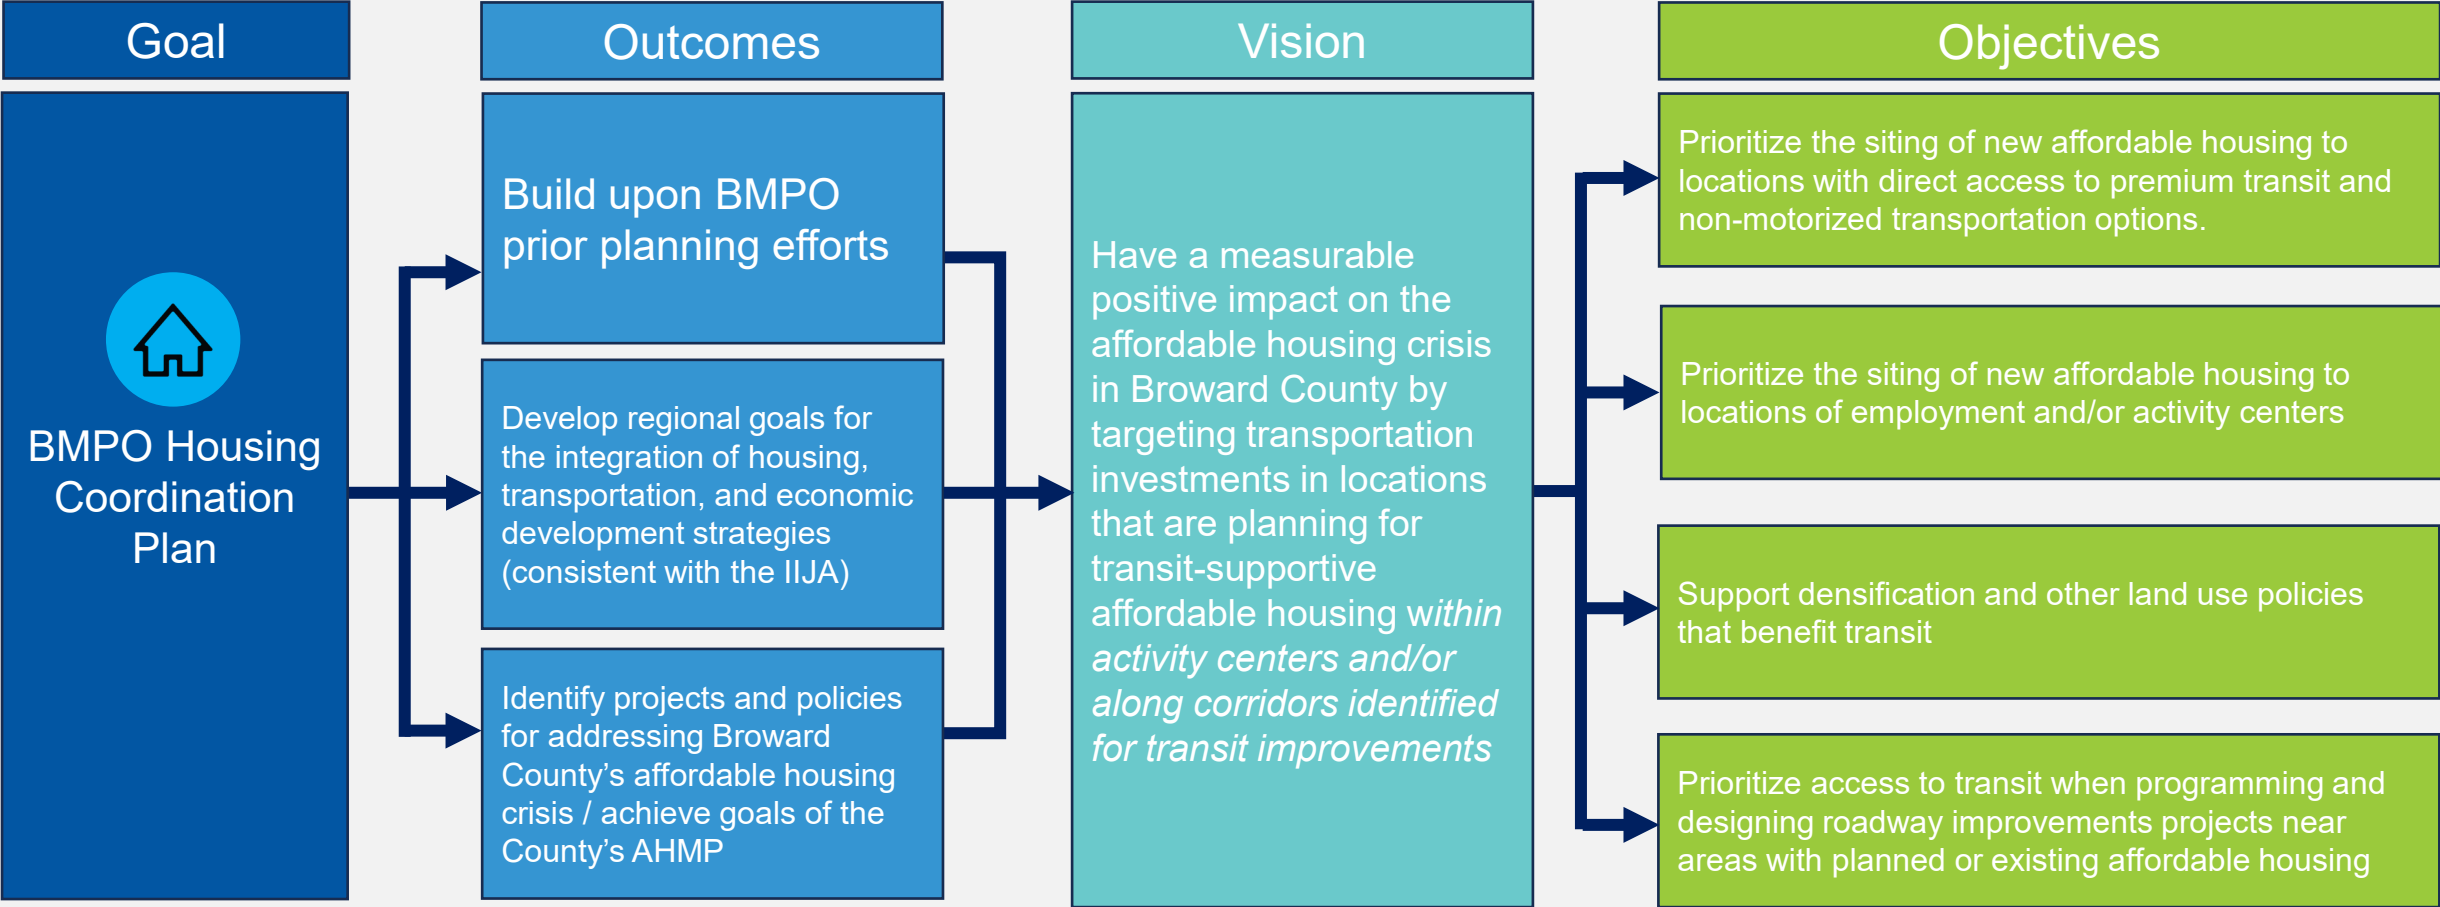 Goal
BMPO Housing
Coordination
Plan
Outcomes
Build upon BMPO
prior planning efforts
Develop regional goals for
the integration of housing,
transportation, and economic
development strategies
(consistent with the IIJA)
Identify projects and policies
for addressing Broward
County’s affordable housing
crisis / achieve goals of the
County’s AHMP
Vision
Have a measurable
positive impact on the
affordable housing crisis
in Broward County by
targeting transportation
investments in locations
that are planning for
transit-supportive
affordable housing within
activity centers and/or
along corridors identified
for transit improvements
Objectives
Prioritize the siting of new affordable housing to
locations with direct access to premium transit and
non-motorized transportation options.
Prioritize the siting of new affordable housing to
locations of employment and/or activity centers
Support densification and other land use policies
that benefit transit
Prioritize access to transit when programming and
designing roadway improvements projects near
areas with planned or existing affordable housing